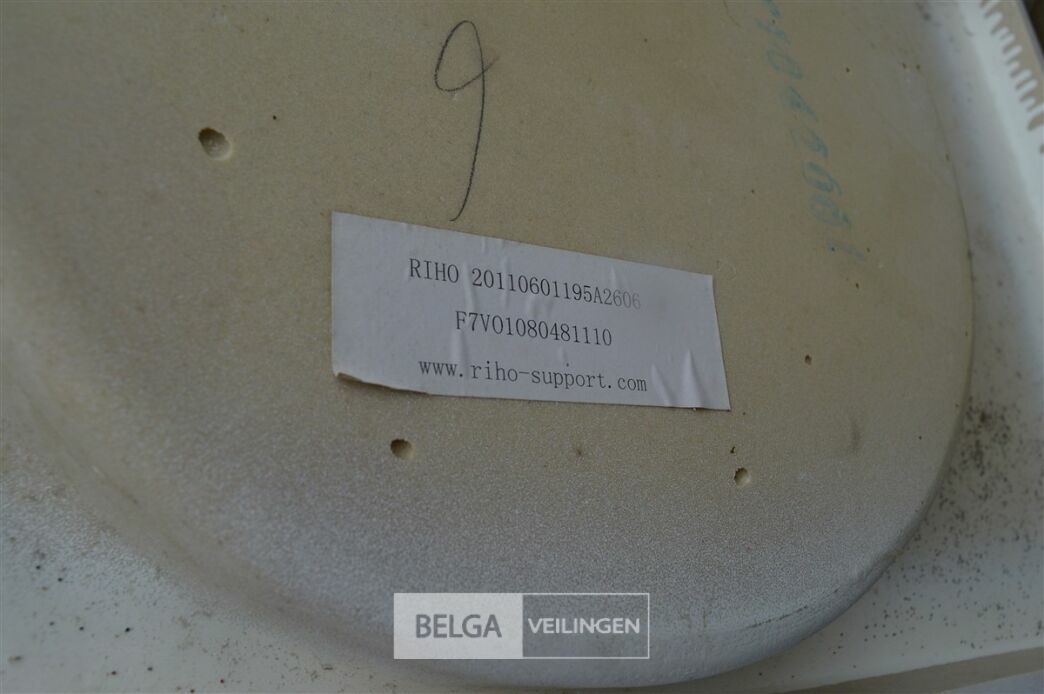 9
RIHO 20110601195A2606
F7V01080481110
www.riho-support.com
BELGA VEILINGEN